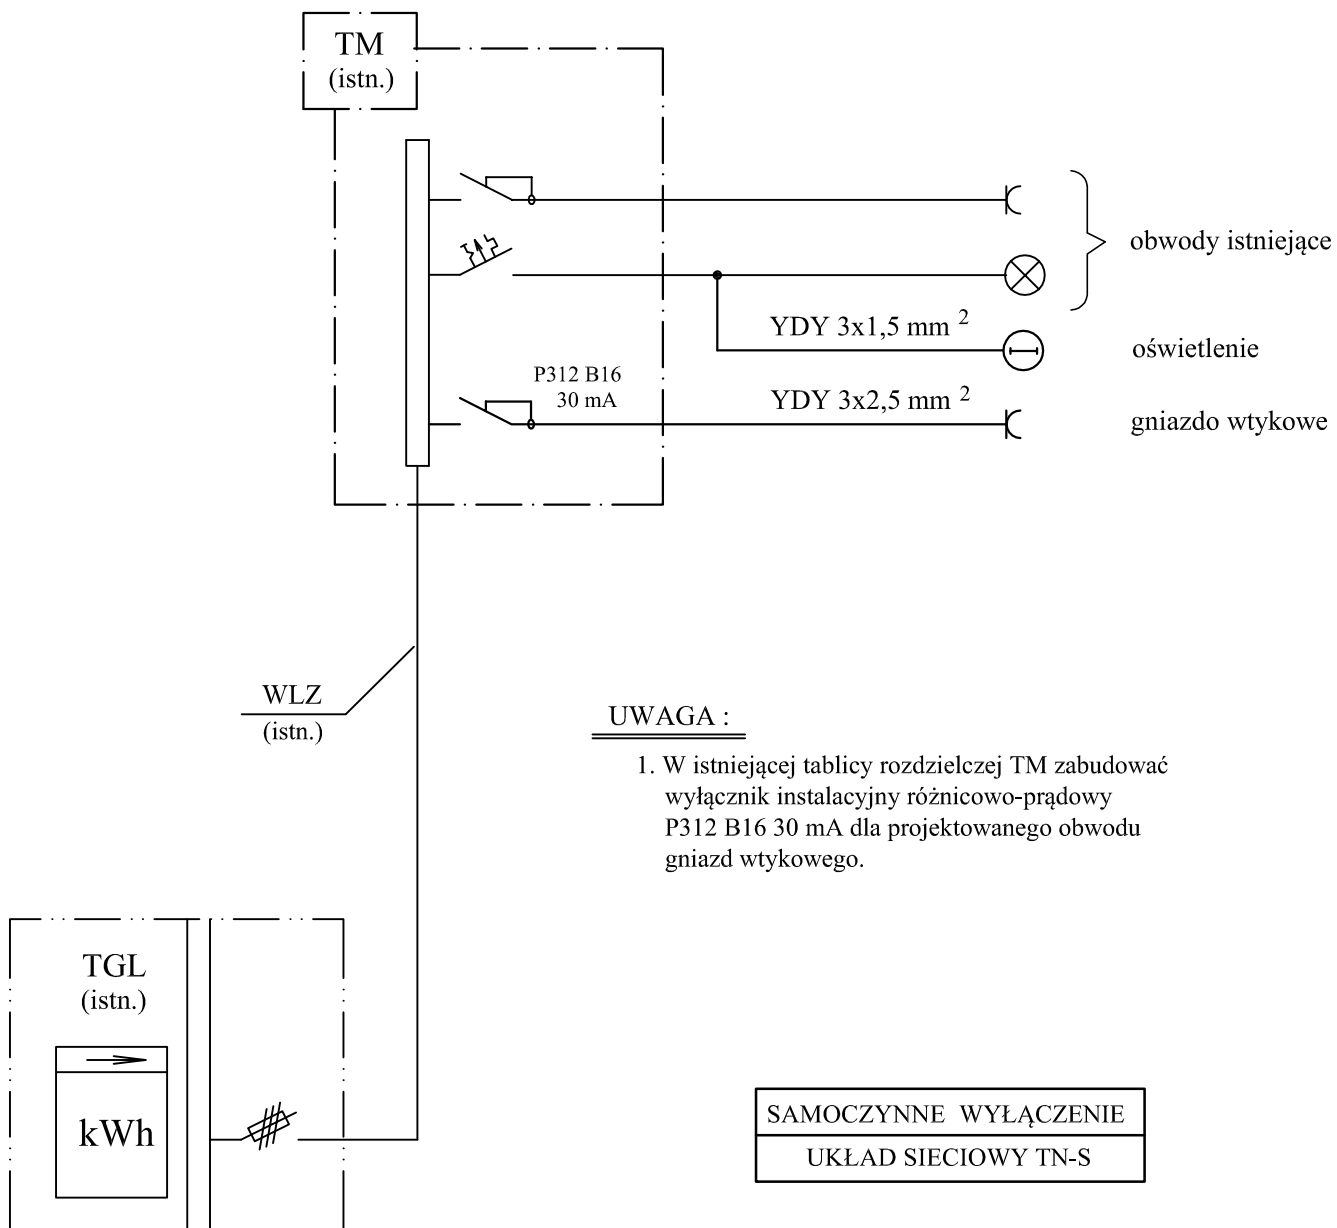 TM
(istn.)
obwody istniejące
YDY 3x1,5 mm 2
oświetlenie
P312 B16
30 mA
YDY 3x2,5 mm 2
gniazdo wtykowe
WLZ
(istn.)
UWAGA :
1. W istniejącej tablicy rozdzielczej TM zabudować
wyłącznik instalacyjny różnicowo-prądowy
P312 B16 30 mA dla projektowanego obwodu
gniazd wtykowego.
TGL
(istn.)
kWh
SAMOCZYNNE WYŁĄCZENIE
UKŁAD SIECIOWY TN-S